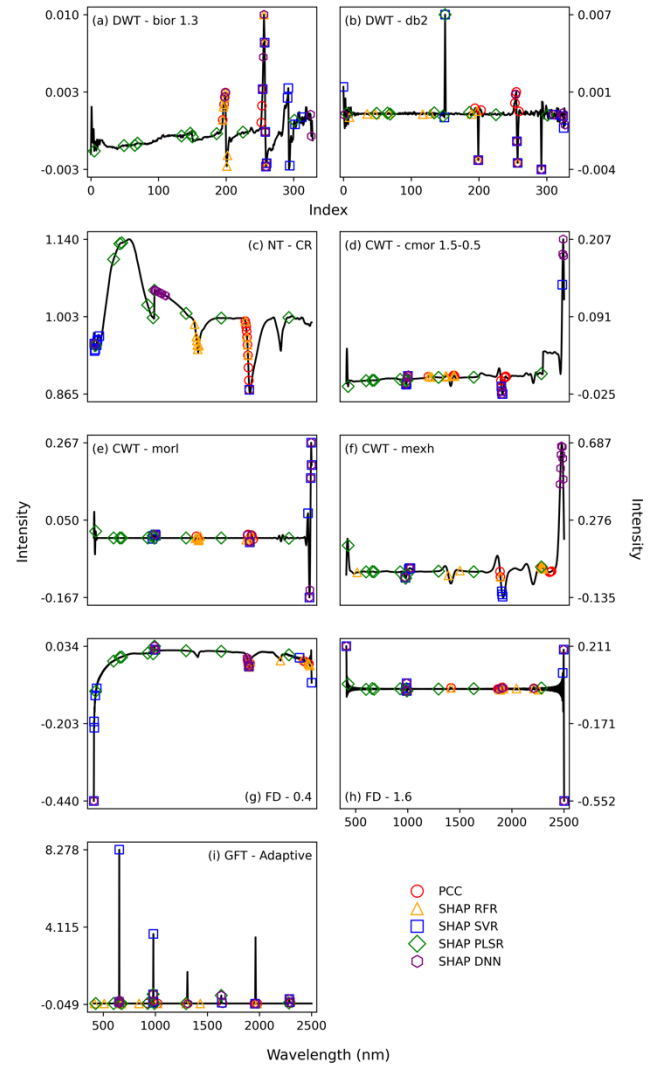 (a) DWT - bior 1.3
0.010
0.003
-0.003
0
100
200
300
(b) DWT - db2
0.007
0.001
-0.004
0
100
200
300
Index
Index
(c) NT - CR
1.140
1.003
0.865
(d) CWT - cmor 1.5-0.5
0.207
0.091
-0.025
(e) CWT - morl
0.267
0.050
-0.167
(f) CWT - mexh
0.687
0.276
-0.135
Intensity
Intensity
(g) FD - 0.4
0.034
-0.203
-0.440
(h) FD - 1.6
0.211
-0.171
-0.552
500
1000
1500
2000
2500
(i) GFT - Adaptive
8.278
4.115
-0.049
500
1000
1500
2000
2500
PCC
SHAP RFR
SHAP SVR
SHAP PLSR
SHAP DNN
Wavelength (nm)